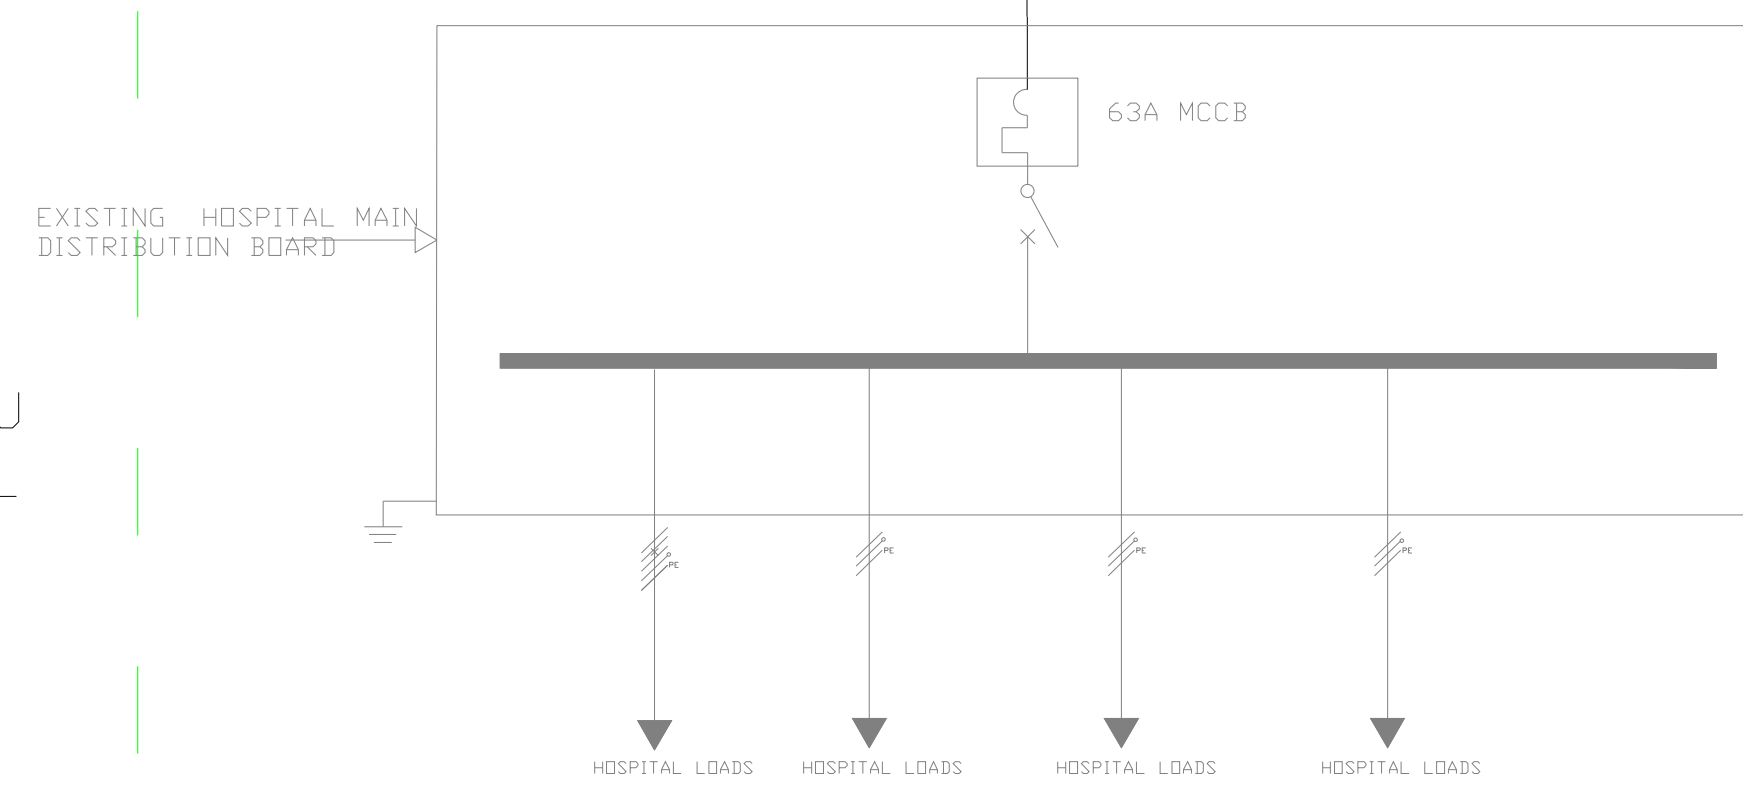 63A MCCB
EXISTING HOSPITAL MAIN
DISTRIBUTION BOARD
PE
PE
PE
PE
HOSPITAL LOADS
HOSPITAL LOADS
HOSPITAL LOADS
HOSPITAL LOADS